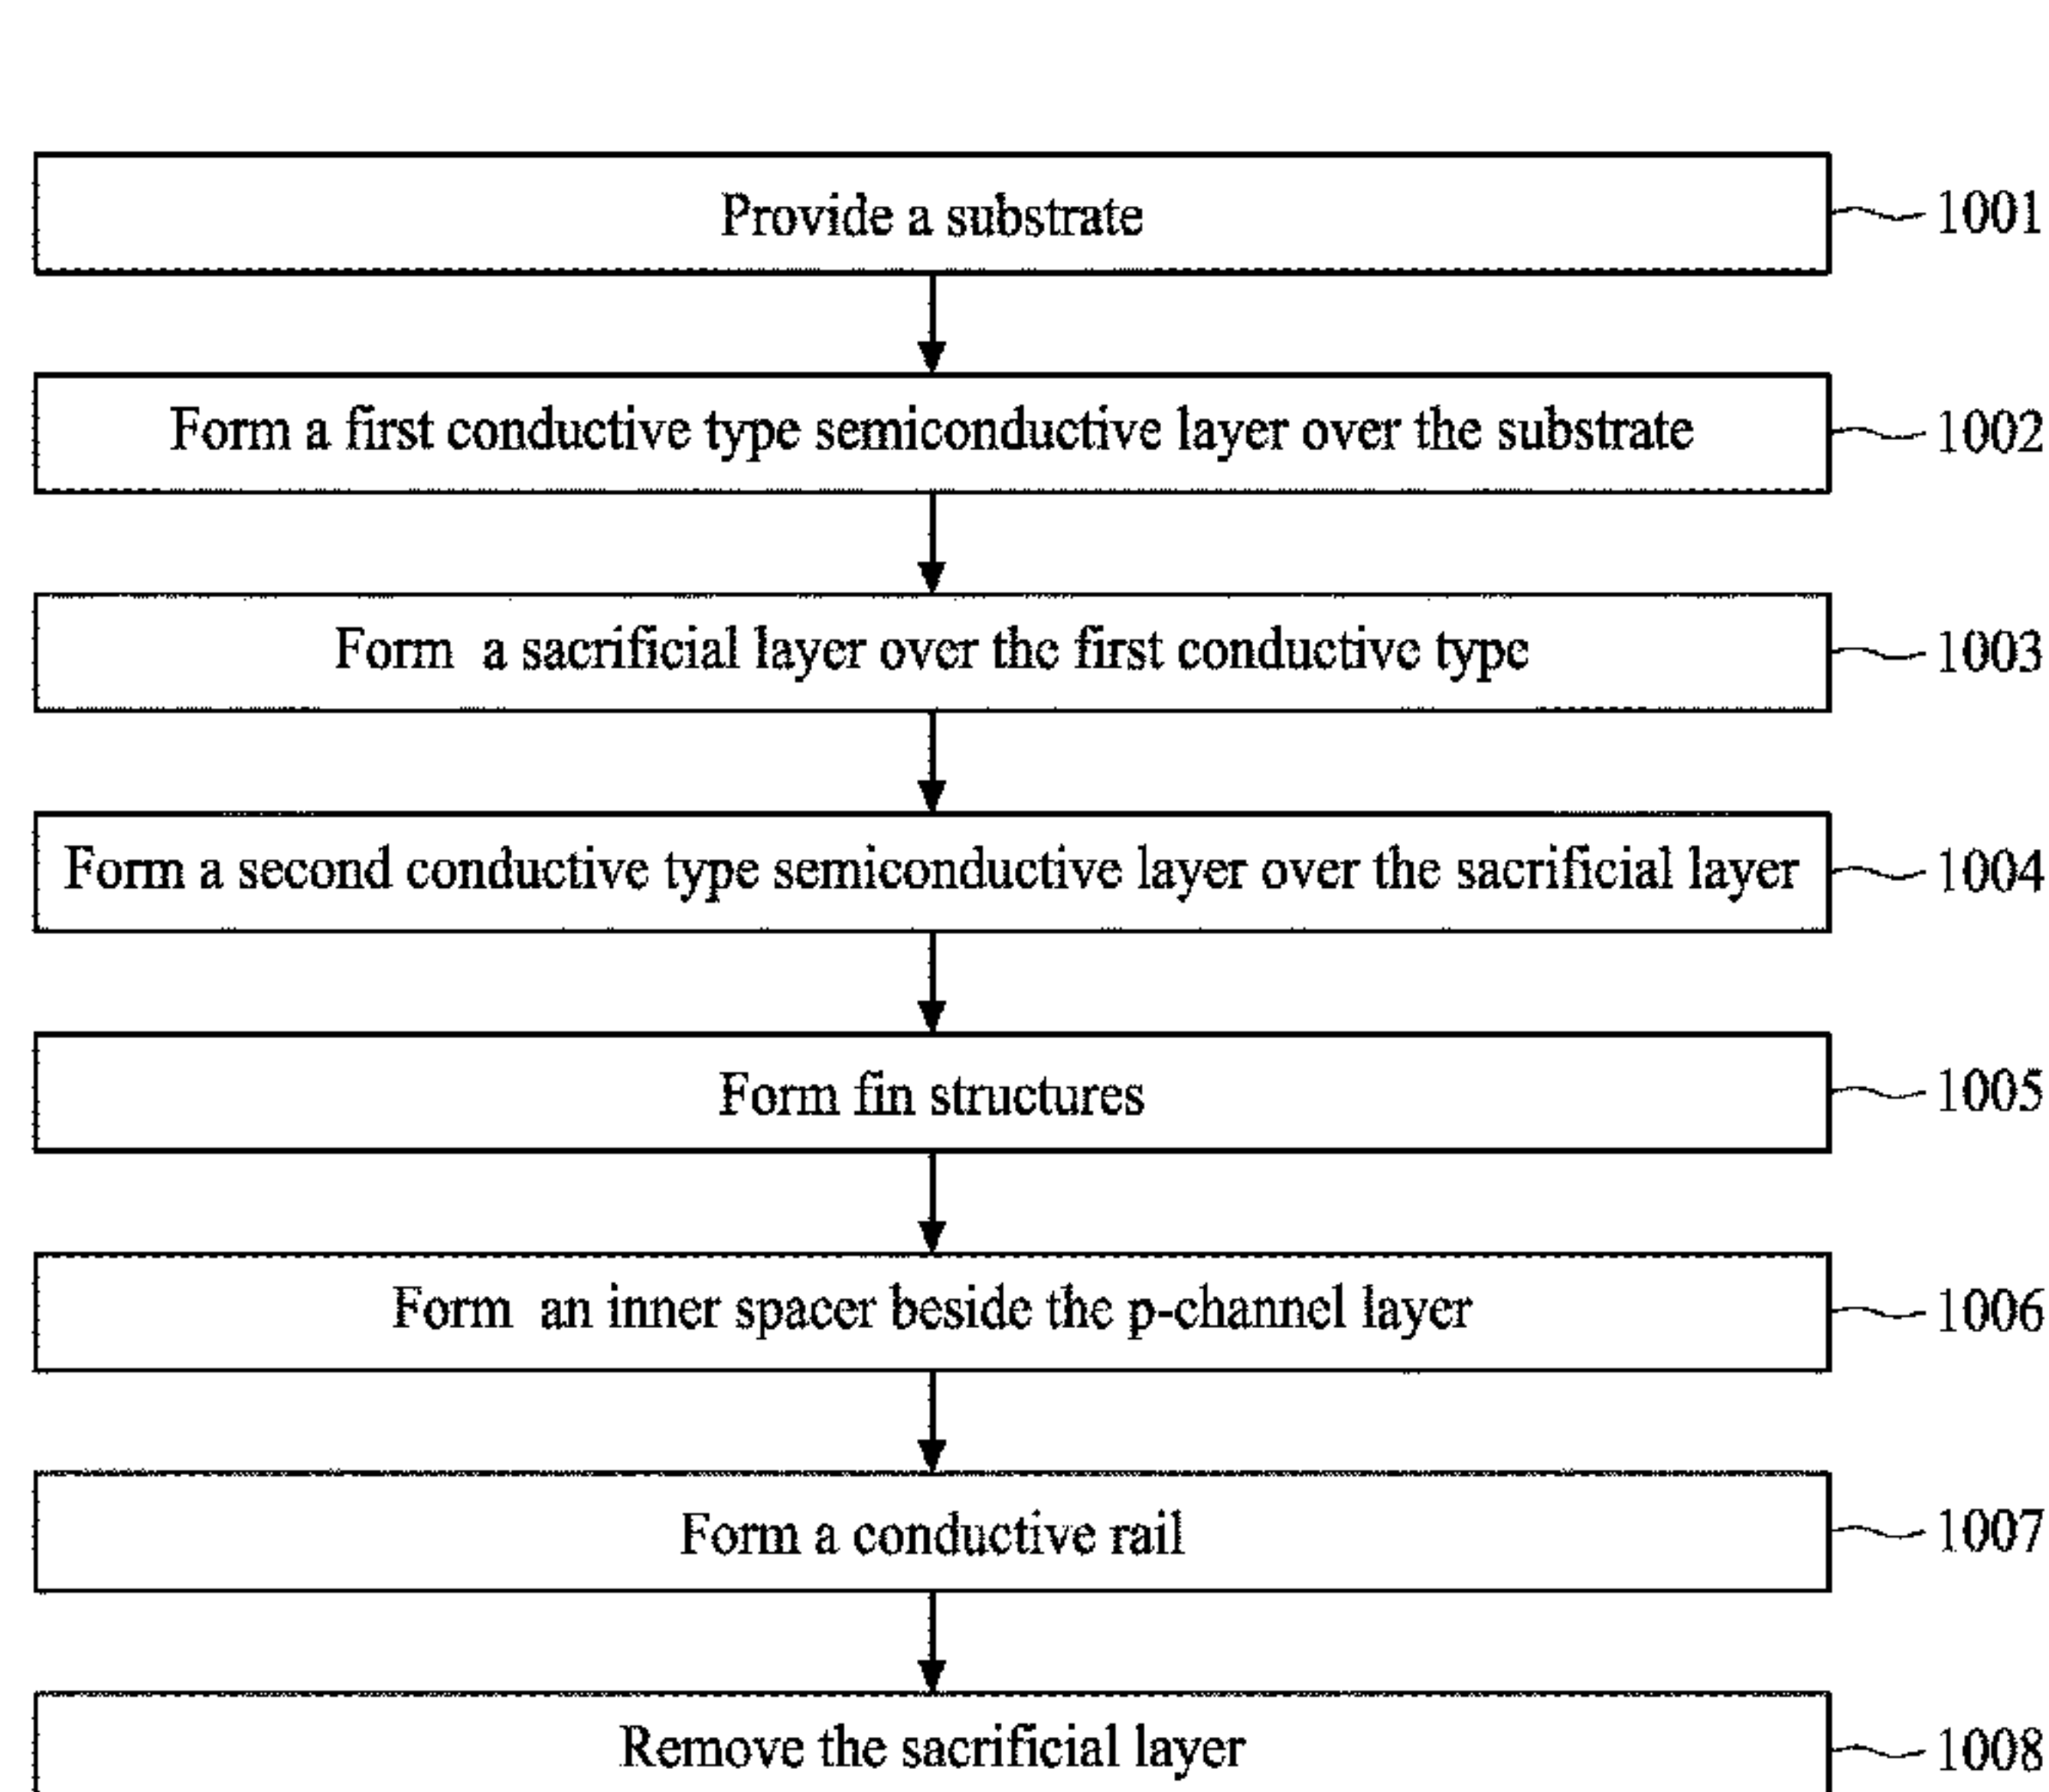 Provide a substrate 1001
Form a first conductive type semiconductive layer over the substrate 1002
Form a sacrificial layer over the first conductive type 1003
Form a second conductive type semiconductive layer over the sacrificial layer 1004
Form fin structures 1005
Form an inner spacer beside the p-channel layer 1006
Form a conductive rail 1007
Remove the sacrificial layer 1008